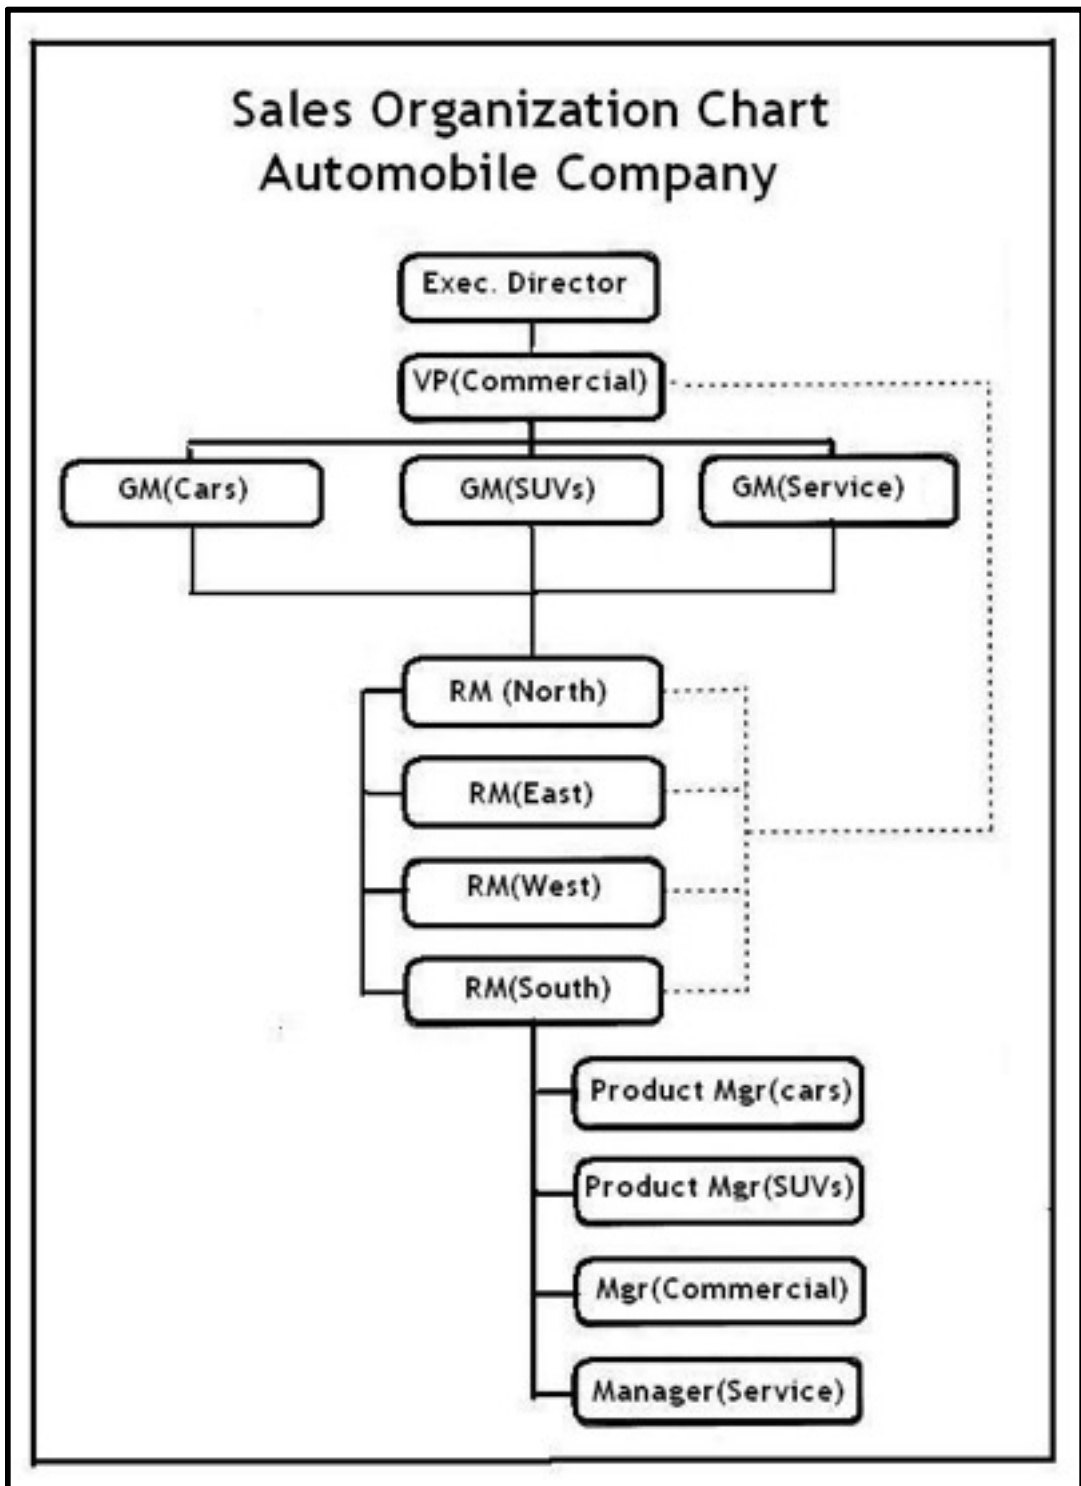 Sales Organization Chart
Automobile Company
Exec. Director
VP(Commercial)
GM(Cars)
GM(SUVs)
GM(Service)
RM (North)
RM(East)
RM(West)
RM(South)
Product Mgr(cars)
Product Mgr(SUVs)
Mgr(Commercial)
Manager(Service)